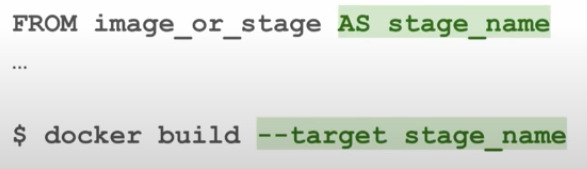 FROM image_or_stage AS stage_name
…
$ docker build --target stage_name